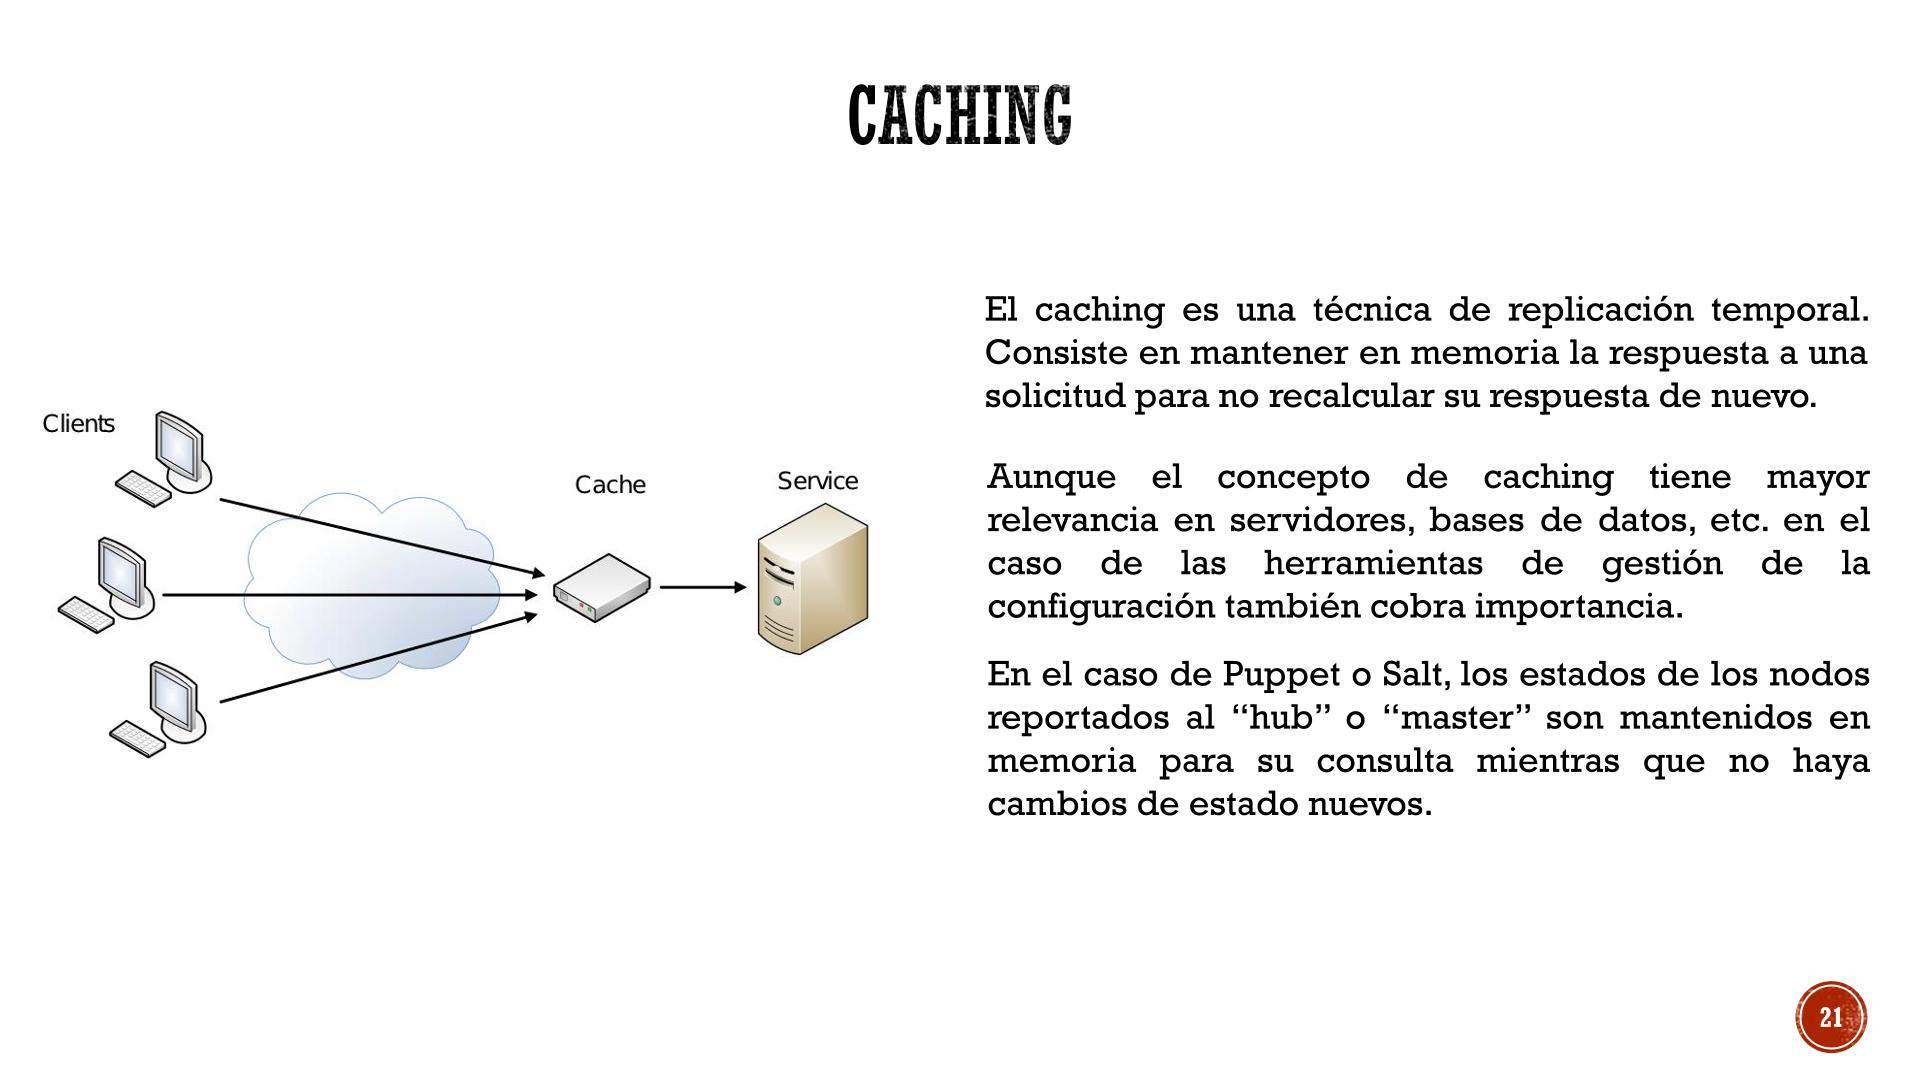 CACHING
Clients
Cache
Service
El caching es una técnica de replicación temporal.
Consiste en mantener en memoria la respuesta a una
solicitud para no recalcular su respuesta de nuevo.
Aunque el concepto de caching tiene mayor
relevancia en servidores, bases de datos, etc. en el
caso de las herramientas de gestión de la
configuración también cobra importancia.
En el caso de Puppet o Salt, los estados de los nodos
reportados al “hub” o “master” son mantenidos en
memoria para su consulta mientras que no haya
cambios de estado nuevos.
21